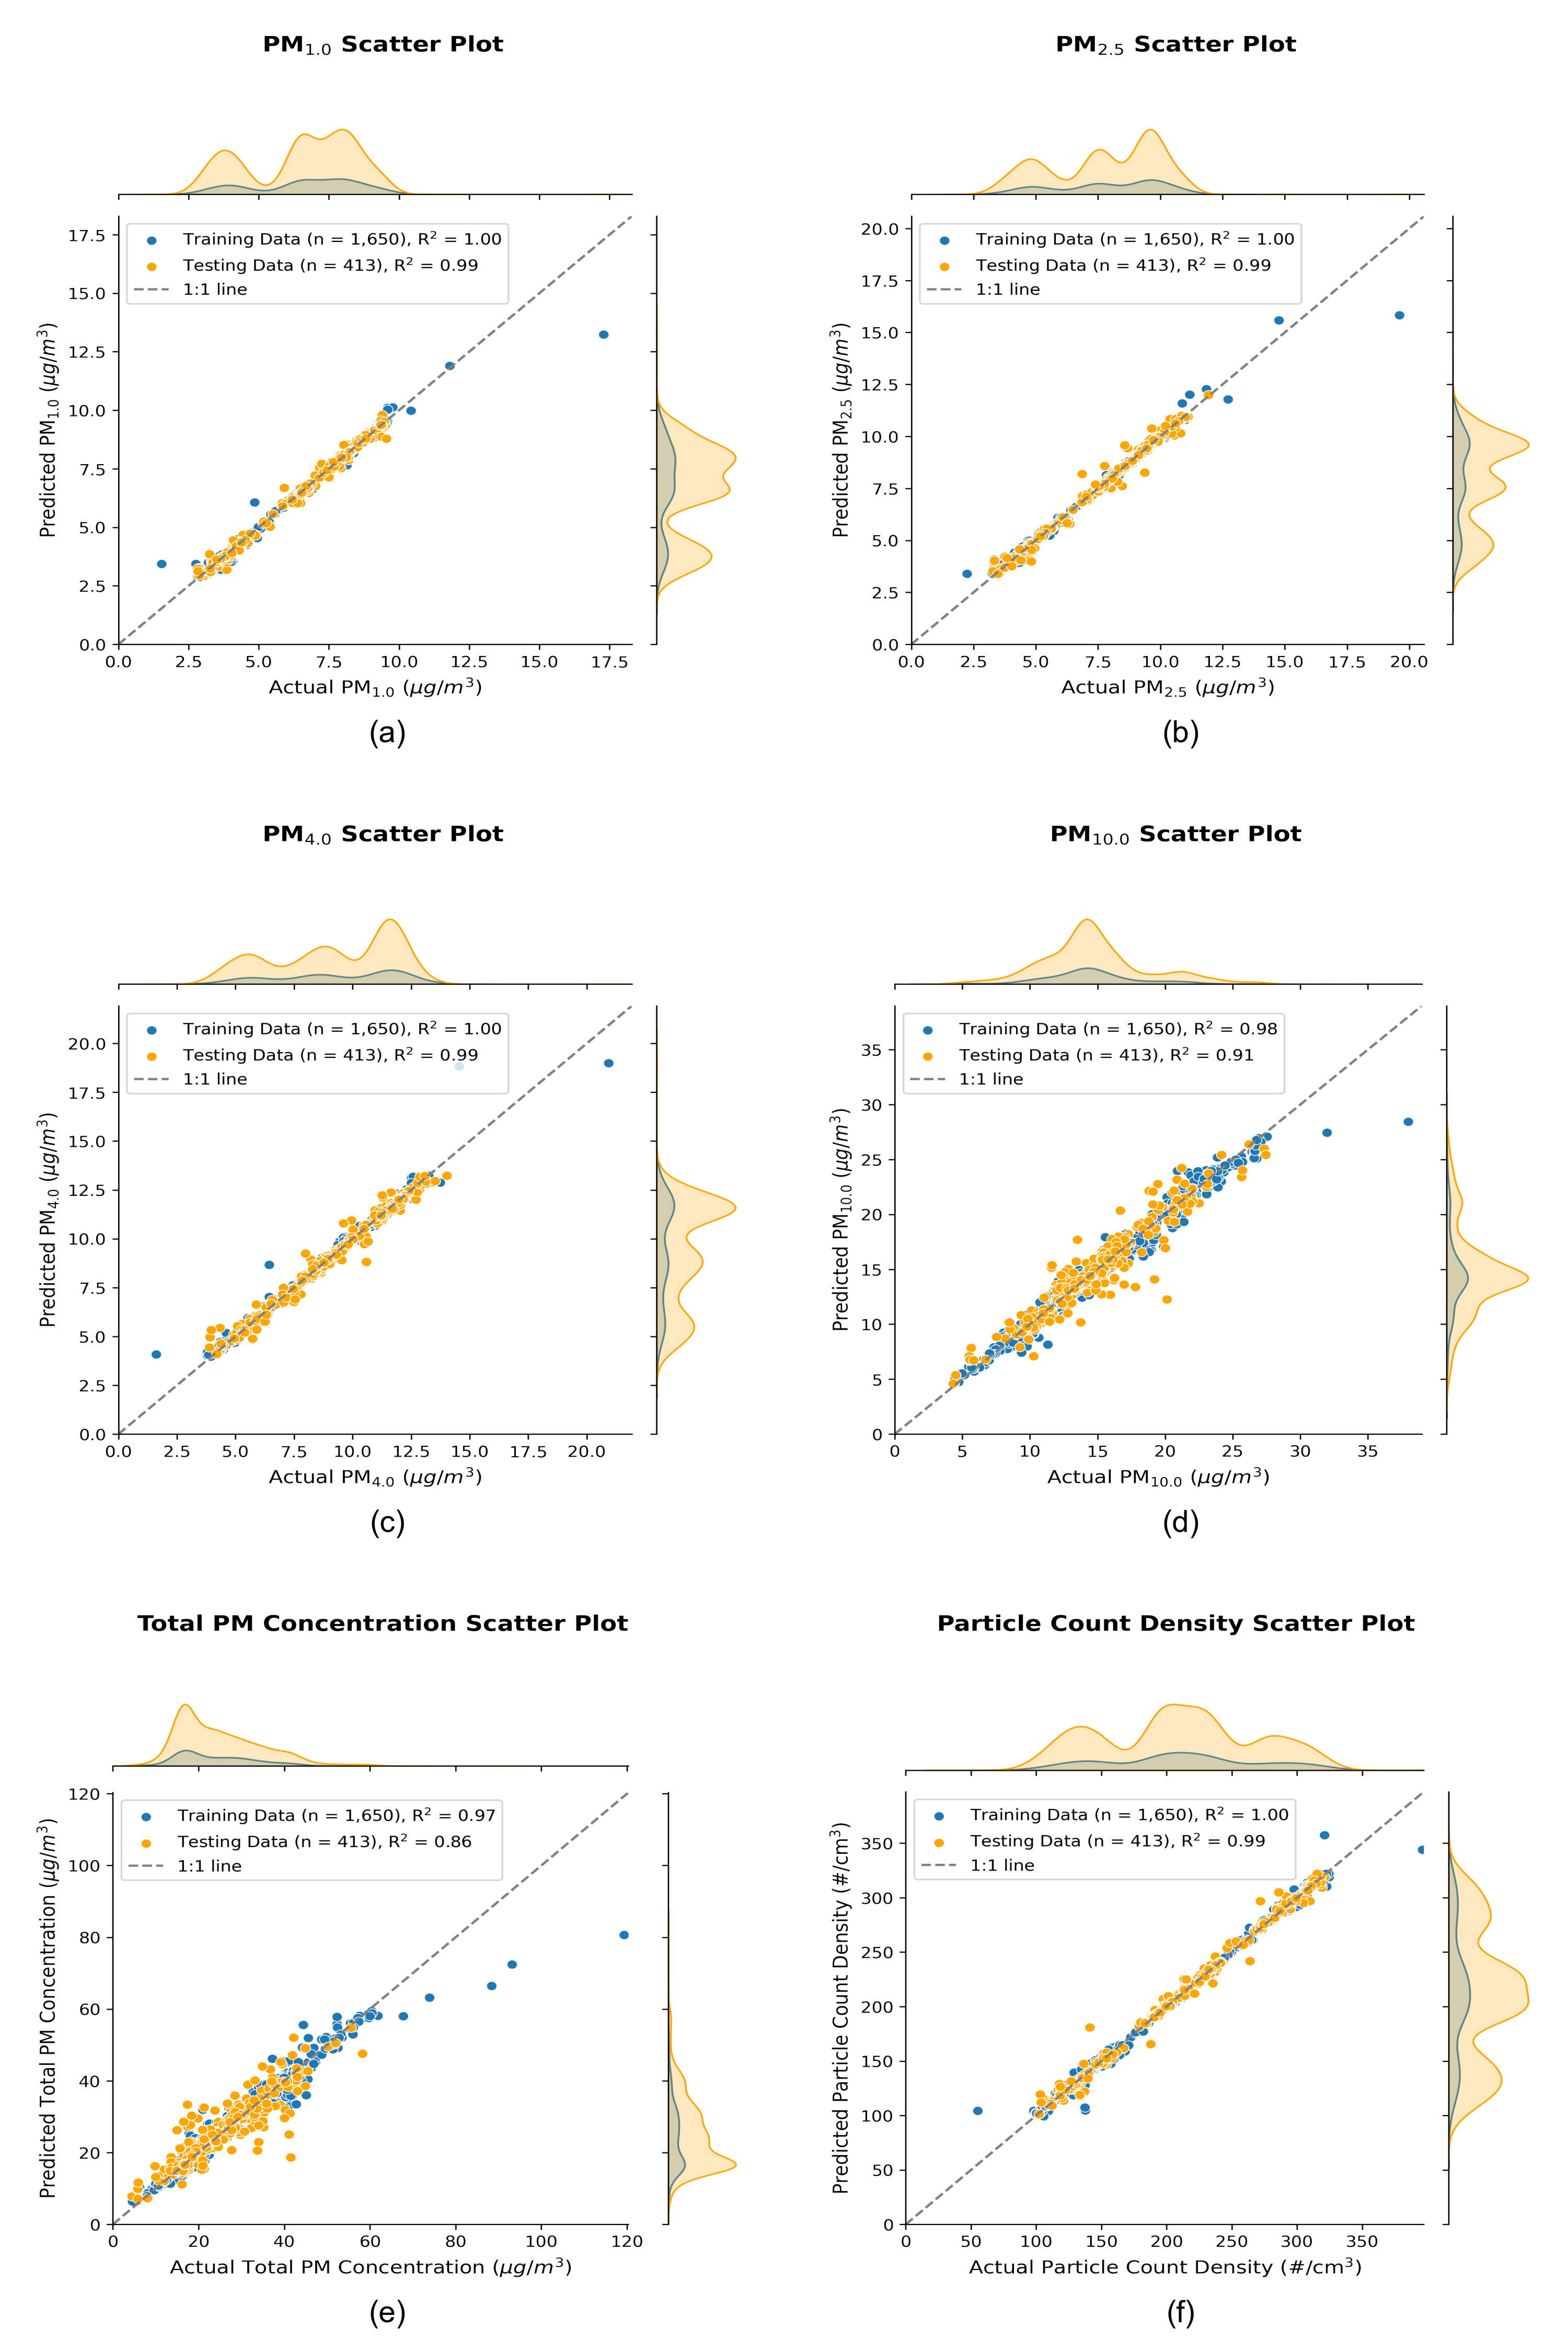 PM1.0 Scatter Plot
17.5
15.0
12.5
10.0
7.5
5.0
2.5
0.0
Predicted PM1.0 (μg/m³)
Training Data (n = 1,650), R² = 1.00
Testing Data (n = 413), R² = 0.99
1:1 line
0.0 2.5 5.0 7.5 10.0 12.5 15.0 17.5
Actual PM1.0 (μg/m³)
(a)
PM2.5 Scatter Plot
20.0
17.5
15.0
12.5
10.0
7.5
5.0
2.5
0.0
Predicted PM2.5 (μg/m³)
Training Data (n = 1,650), R² = 1.00
Testing Data (n = 413), R² = 0.99
1:1 line
0.0 2.5 5.0 7.5 10.0 12.5 15.0 17.5 20.0
Actual PM2.5 (μg/m³)
(b)
PM4.0 Scatter Plot
20.0
17.5
15.0
12.5
10.0
7.5
5.0
2.5
0.0
Predicted PM4.0 (μg/m³)
Training Data (n = 1,650), R² = 1.00
Testing Data (n = 413), R² = 0.99
1:1 line
0.0 2.5 5.0 7.5 10.0 12.5 15.0 17.5 20.0
Actual PM4.0 (μg/m³)
(c)
PM10.0 Scatter Plot
35
30
25
20
15
10
5
0
Predicted PM10.0 (μg/m³)
Training Data (n = 1,650), R² = 0.98
Testing Data (n = 413), R² = 0.91
1:1 line
0 5 10 15 20 25 30 35
Actual PM10.0 (μg/m³)
(d)
Total PM Concentration Scatter Plot
120
100
80
60
40
20
0
Predicted Total PM Concentration (μg/m³)
Training Data (n = 1,650), R² = 0.97
Testing Data (n = 413), R² = 0.86
1:1 line
0 20 40 60 80 100 120
Actual Total PM Concentration (μg/m³)
(e)
Particle Count Density Scatter Plot
350
300
250
200
150
100
50
0
Predicted Particle Count Density (#/cm³)
Training Data (n = 1,650), R² = 1.00
Testing Data (n = 413), R² = 0.99
1:1 line
0 50 100 150 200 250 300 350
Actual Particle Count Density (#/cm³)
(f)